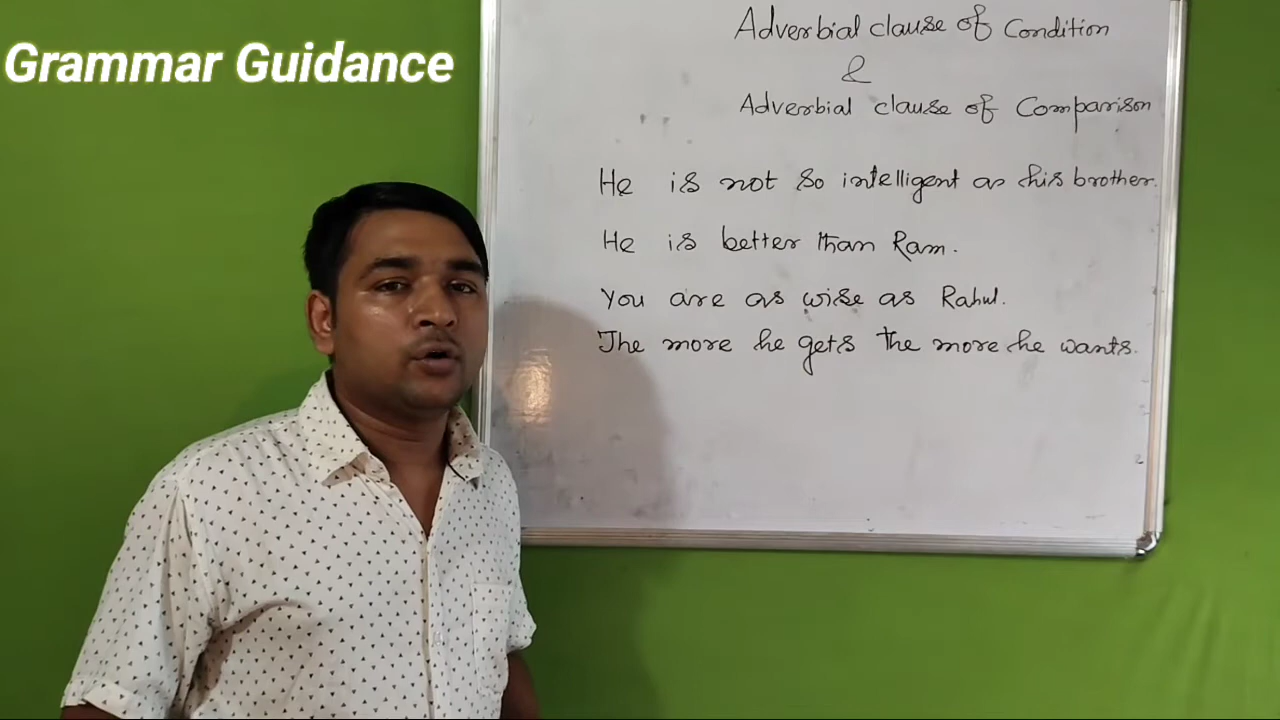 Grammar Guidance
Adverbial clause of Condition
&
Adverbial clause of Comparison
He is not so intelligent as his brother.
He is better than Ram.
You are as wise as Rahul.
The more he gets the more he wants.